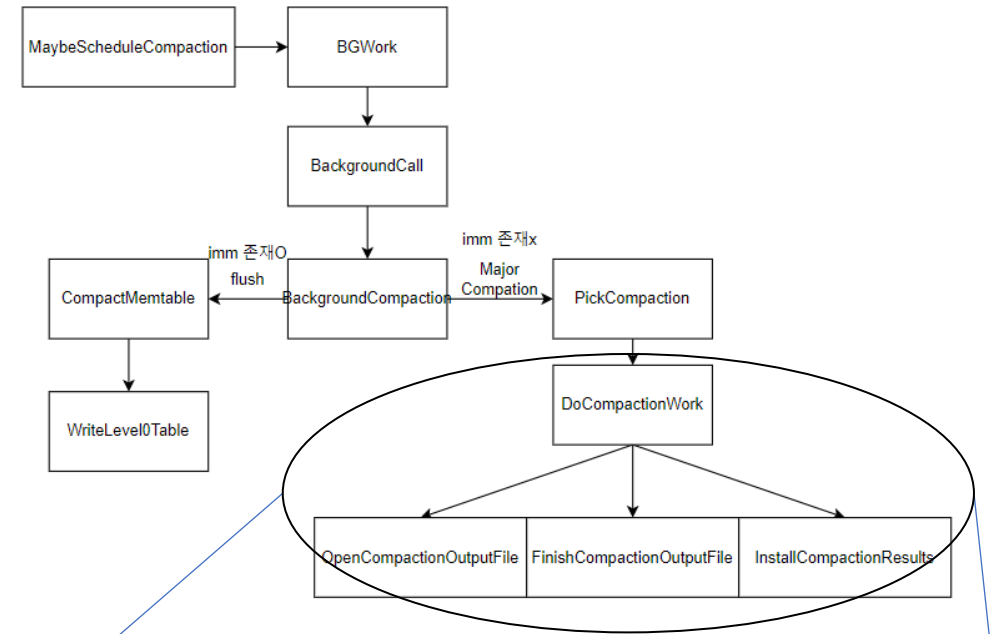 MaybeScheduleCompaction
BGWork
BackgroundCall
imm 존재O
flush
imm 존재x
Major
Compation
CompactMemtable
BackgroundCompaction
PickCompaction
DoCompactionWork
WriteLevel0Table
OpenCompactionOutputFile
FinishCompactionOutputFile
InstallCompactionResults